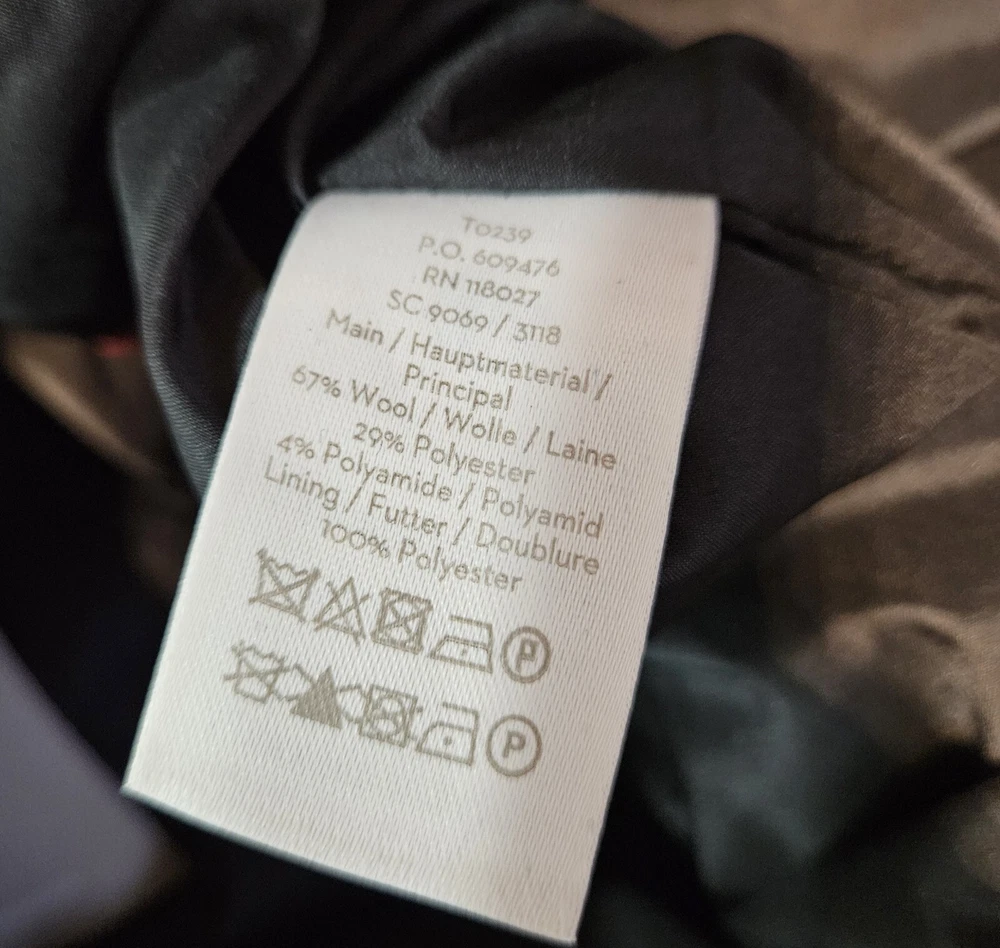 T0239
P.O. 609476
RN 118027
SC 9069 / 3118
Main / Hauptmaterial /
Principal
67% Wool / Wolle / Laine
29% Polyester
4% Polyamide / Polyamid
Lining / Futter / Doublure
100% Polyester
P
P